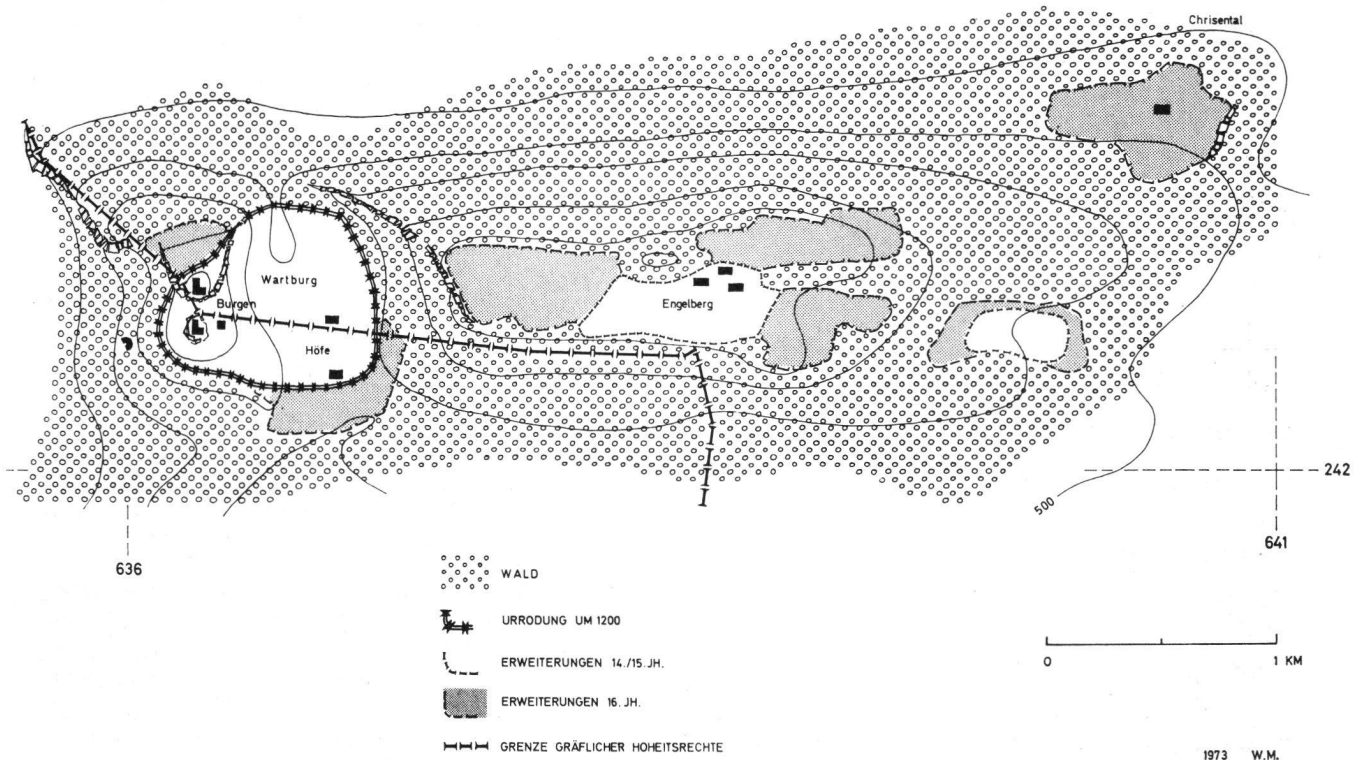 Chrisental
Wartburg
Burgen
Engelberg
Höfe
242
500
636
641
WALD
URRODUNG UM 1200
ERWEITERUNGEN 14./15. JH.
0 1 KM
ERWEITERUNGEN 16. JH.
GRENZE GRÄFLICHER HOHEITSRECHTE
1973 W.M.